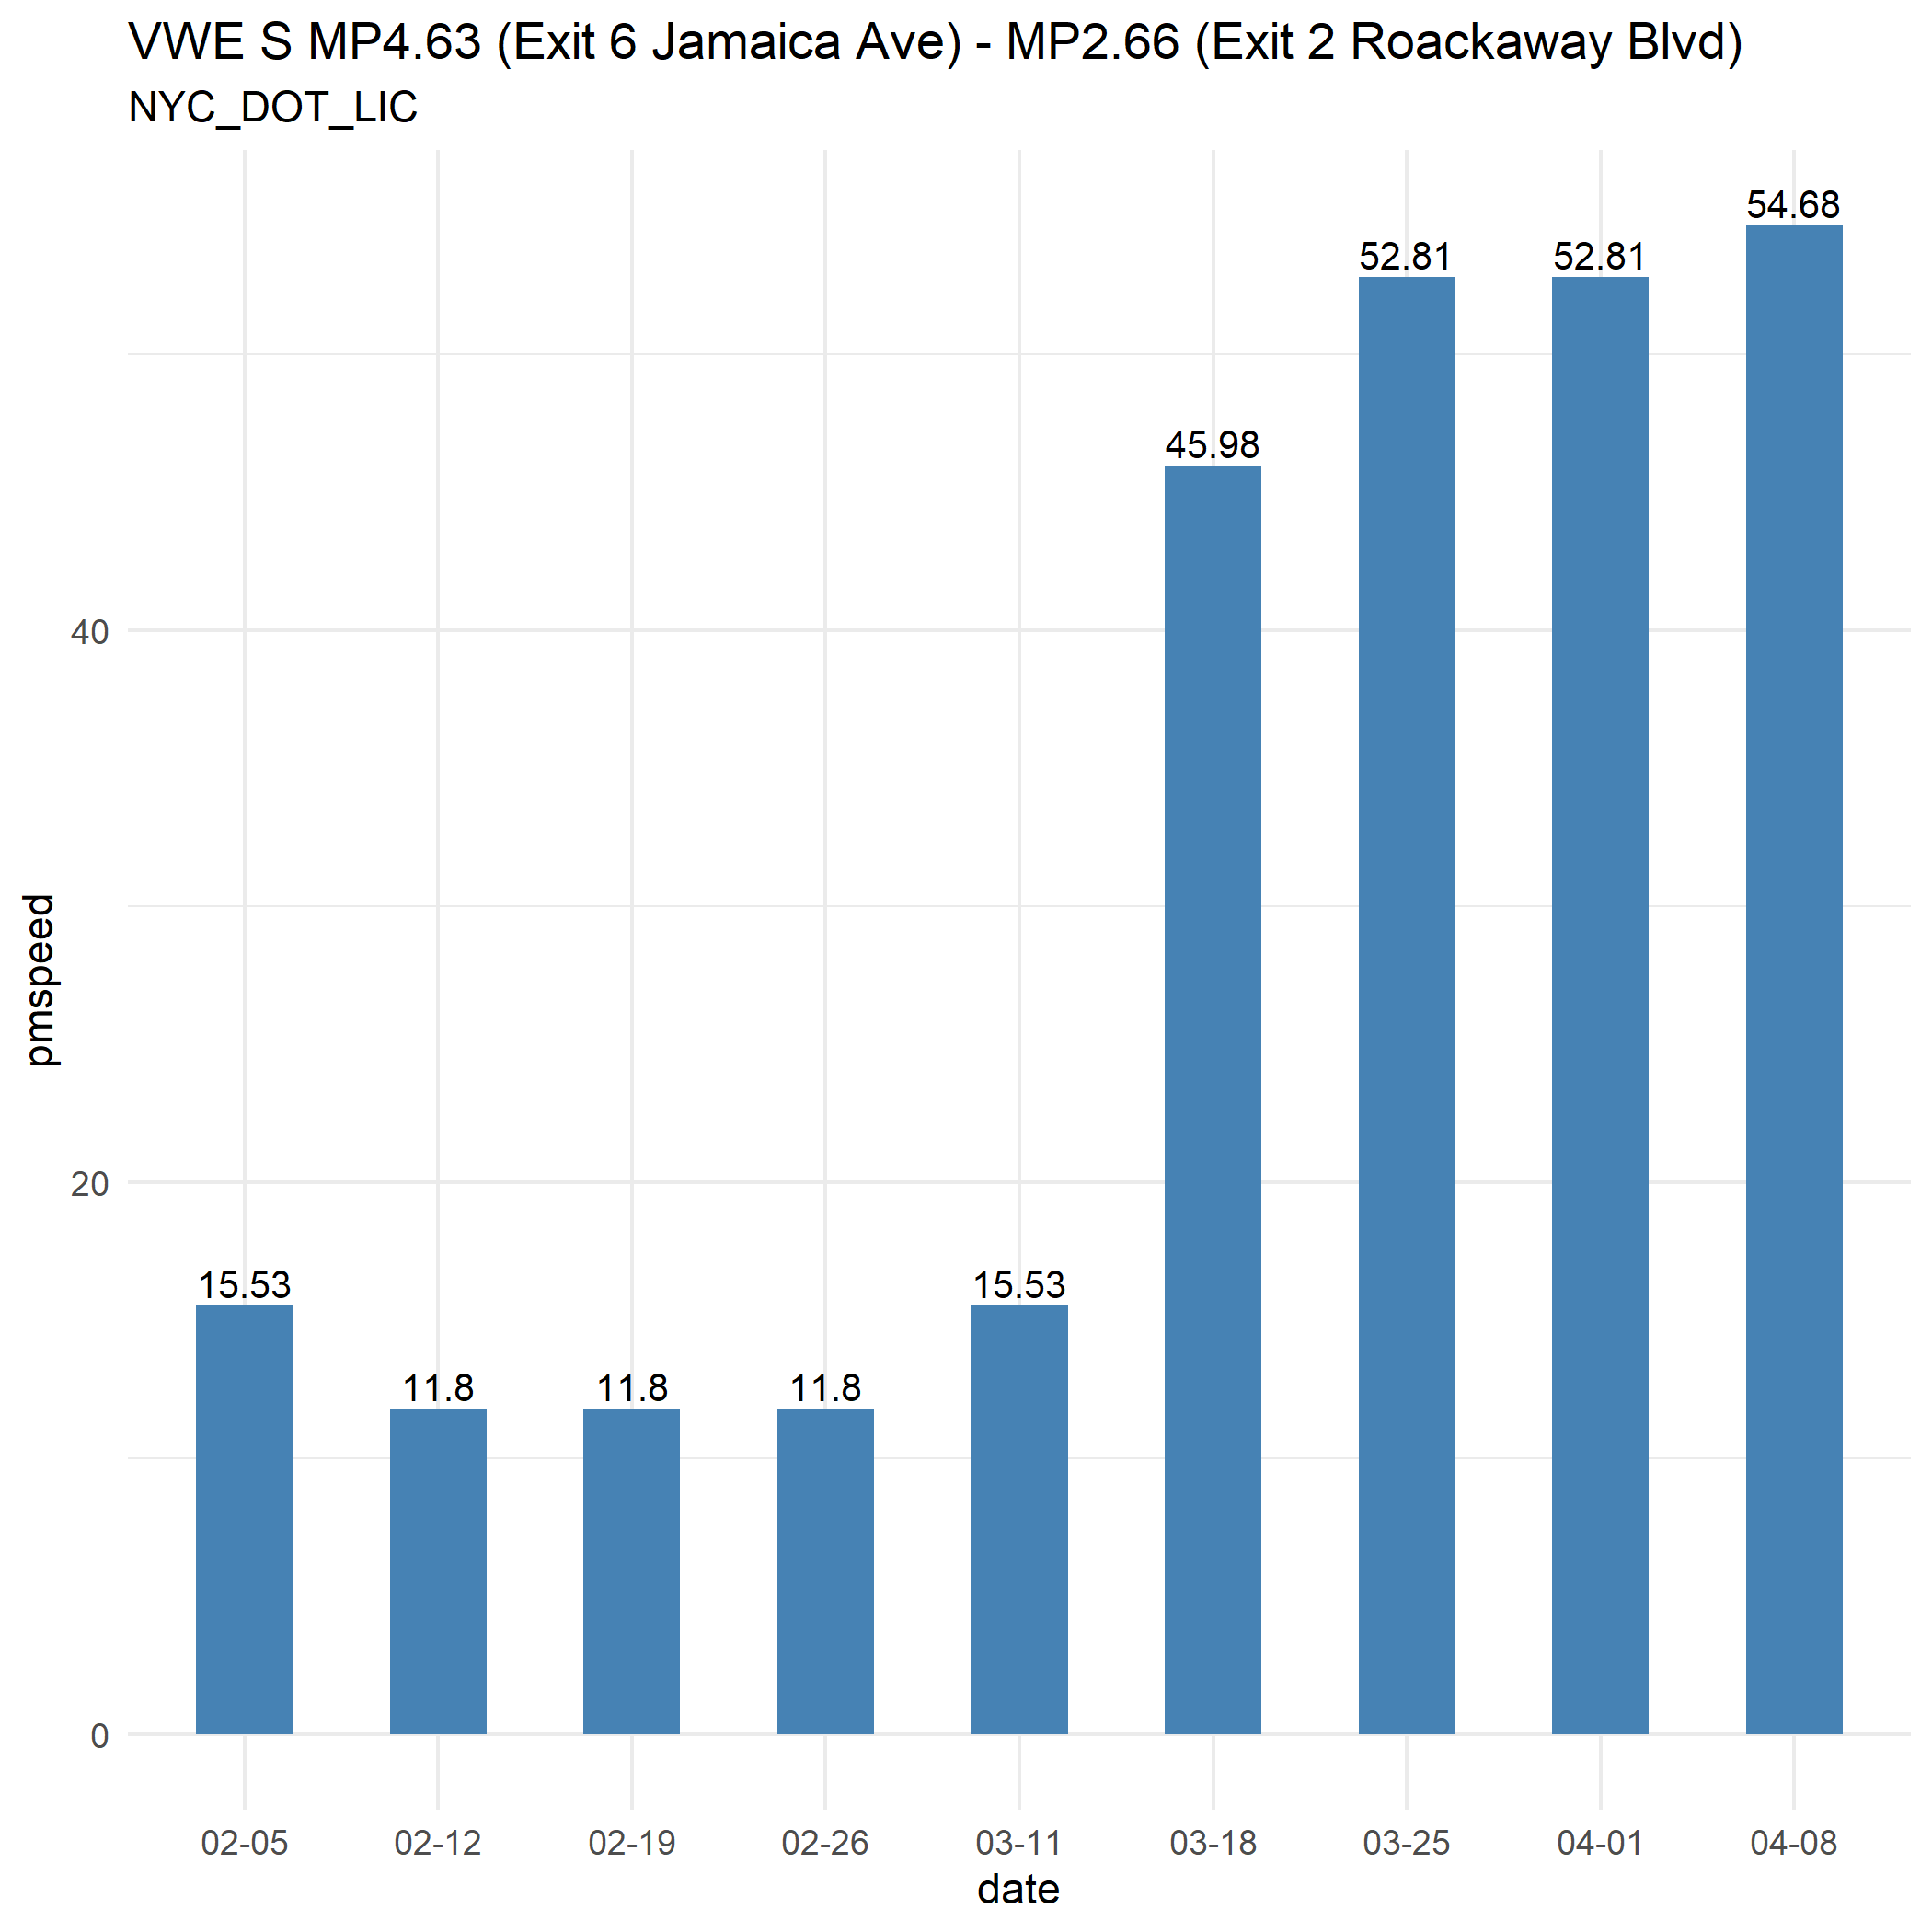 VWE S MP4.63 (Exit 6 Jamaica Ave) - MP2.66 (Exit 2 Roackaway Blvd)
NYC_DOT_LIC
54.68
52.81 52.81
45.98
40
pmspeed
20
15.53 15.53
11.8 11.8 11.8
0
02-05 02-12 02-19 02-26 03-11 03-18 03-25 04-01 04-08
date